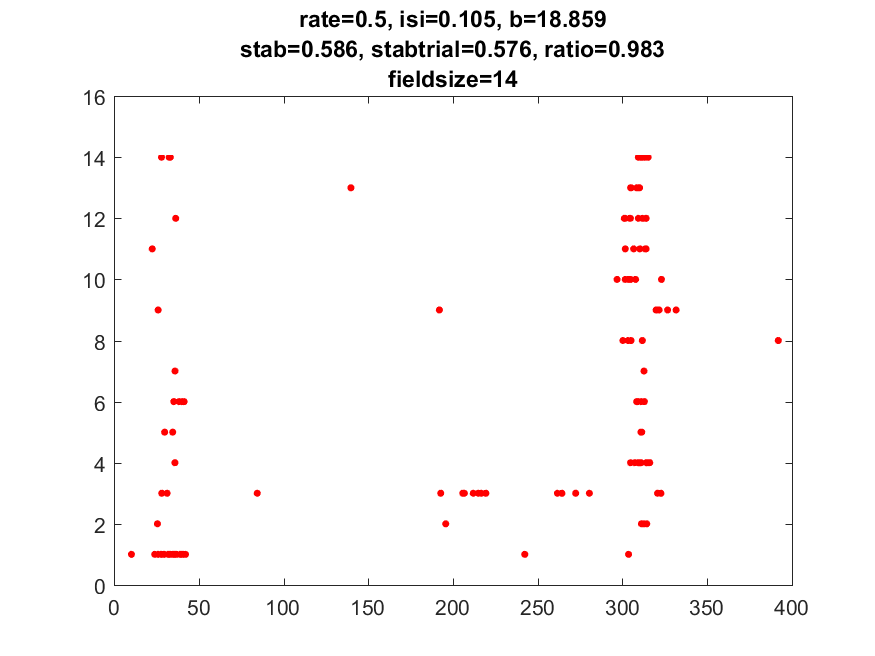 rate=0.5, isi=0.105, b=18.859
stab=0.586, stabtrial=0.576, ratio=0.983
fieldsize=14
16
14
12
10
8
6
4
2
0
0 50 100 150 200 250 300 350 400